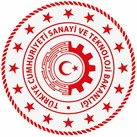 TÜRKİYE CUMHURİYETİ SANAYİ VE TEKNOLOJİ BAKANLIĞI